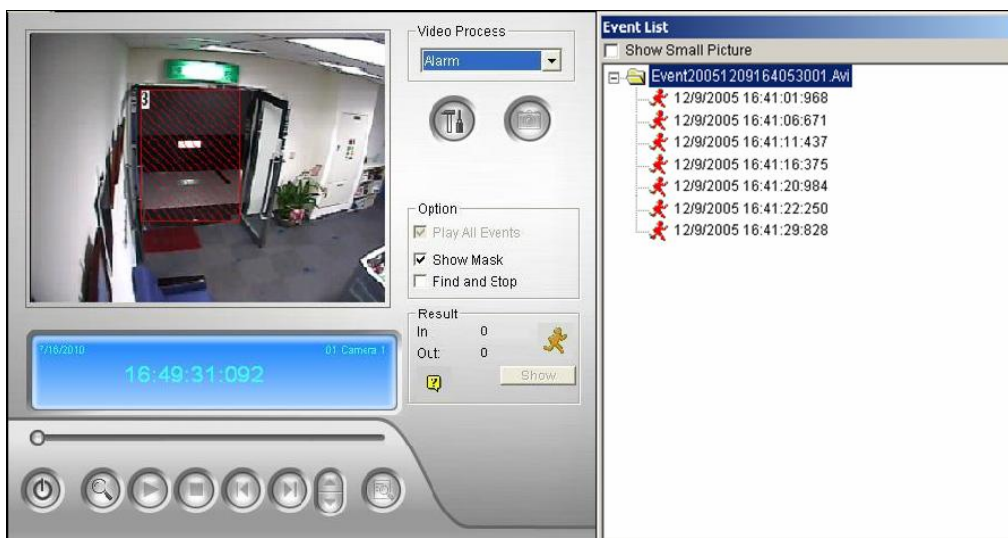 3
Video Process
Alarm
Option
Play All Events
Show Mask
Find and Stop
Result
In 0
Out: 0
?
Show
7/16/2010 01 Camera 1
16:49:31:092
Event List
Show Small Picture
Event20051209164053001.Avi
12/9/2005 16:41:01:968
12/9/2005 16:41:06:671
12/9/2005 16:41:11:437
12/9/2005 16:41:16:375
12/9/2005 16:41:20:984
12/9/2005 16:41:22:250
12/9/2005 16:41:29:828